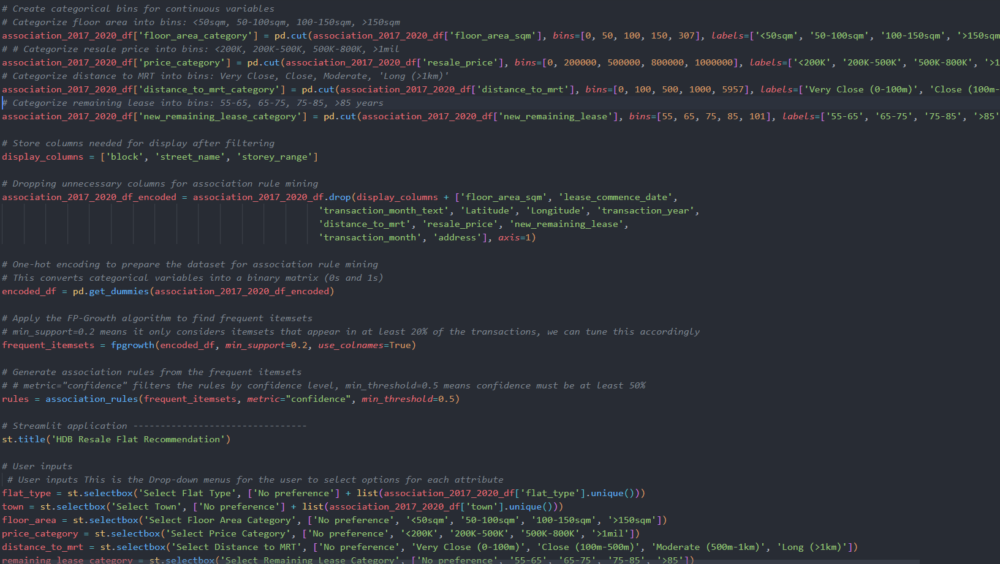 # Create categorical bins for continuous variables
# Categorize floor area into bins: <50sqm, 50-100sqm, 100-150sqm, >150sqm
association_2017_2020_df['floor_area_category'] = pd.cut(association_2017_2020_df['floor_area_sqm'], bins=[0, 50, 100, 150, 307], labels=['<50sqm', '50-100sqm', '100-150sqm', '>150sqm
# # Categorize resale price into bins: <200K, 200K-500K, 500K-800K, >1mil
association_2017_2020_df['price_category'] = pd.cut(association_2017_2020_df['resale_price'], bins=[0, 200000, 500000, 800000, 1000000], labels=['<200K', '200K-500K', '500K-800K', '>1
# Categorize distance to MRT into bins: Very Close, Close, Moderate, 'Long (>1km)'
association_2017_2020_df['distance_to_mrt_category'] = pd.cut(association_2017_2020_df['distance_to_mrt'], bins=[0, 100, 500, 1000, 5957], labels=['Very Close (0-100m)', 'Close (100m-
# Categorize remaining lease into bins: 55-65, 65-75, 75-85, >85 years
association_2017_2020_df['new_remaining_lease_category'] = pd.cut(association_2017_2020_df['new_remaining_lease'], bins=[55, 65, 75, 85, 101], labels=['55-65', '65-75', '75-85', '>85'
# Store columns needed for display after filtering
display_columns = ['block', 'street_name', 'storey_range']
# Dropping unnecessary columns for association rule mining
association_2017_2020_df_encoded = association_2017_2020_df.drop(display_columns + ['floor_area_sqm', 'lease_commence_date',
'transaction_month_text', 'Latitude', 'Longitude', 'transaction_year',
'distance_to_mrt', 'resale_price', 'new_remaining_lease',
'transaction_month', 'address'], axis=1)
# One-hot encoding to prepare the dataset for association rule mining
# This converts categorical variables into a binary matrix (0s and 1s)
encoded_df = pd.get_dummies(association_2017_2020_df_encoded)
# Apply the FP-Growth algorithm to find frequent itemsets
# min_support=0.2 means it only considers itemsets that appear in at least 20% of the transactions, we can tune this accordingly
frequent_itemsets = fpgrowth(encoded_df, min_support=0.2, use_colnames=True)
# Generate association rules from the frequent itemsets
# # metric="confidence" filters the rules by confidence level, min_threshold=0.5 means confidence must be at least 50%
rules = association_rules(frequent_itemsets, metric="confidence", min_threshold=0.5)
# Streamlit application --------------------------------
st.title('HDB Resale Flat Recommendation')
# User inputs
# User inputs This is the Drop-down menus for the user to select options for each attribute
flat_type = st.selectbox('Select Flat Type', ['No preference'] + list(association_2017_2020_df['flat_type'].unique()))
town = st.selectbox('Select Town', ['No preference'] + list(association_2017_2020_df['town'].unique()))
floor_area = st.selectbox('Select Floor Area Category', ['No preference', '<50sqm', '50-100sqm', '100-150sqm', '>150sqm'])
price_category = st.selectbox('Select Price Category', ['No preference', '<200K', '200K-500K', '500K-800K', '>1mil'])
distance_to_mrt = st.selectbox('Select Distance to MRT', ['No preference', 'Very Close (0-100m)', 'Close (100m-500m)', 'Moderate (500m-1km)', 'Long (>1km)'])
remaining_lease_category = st.selectbox('Select Remaining Lease Category', ['No preference', '55-65', '65-75', '75-85', '>85'])